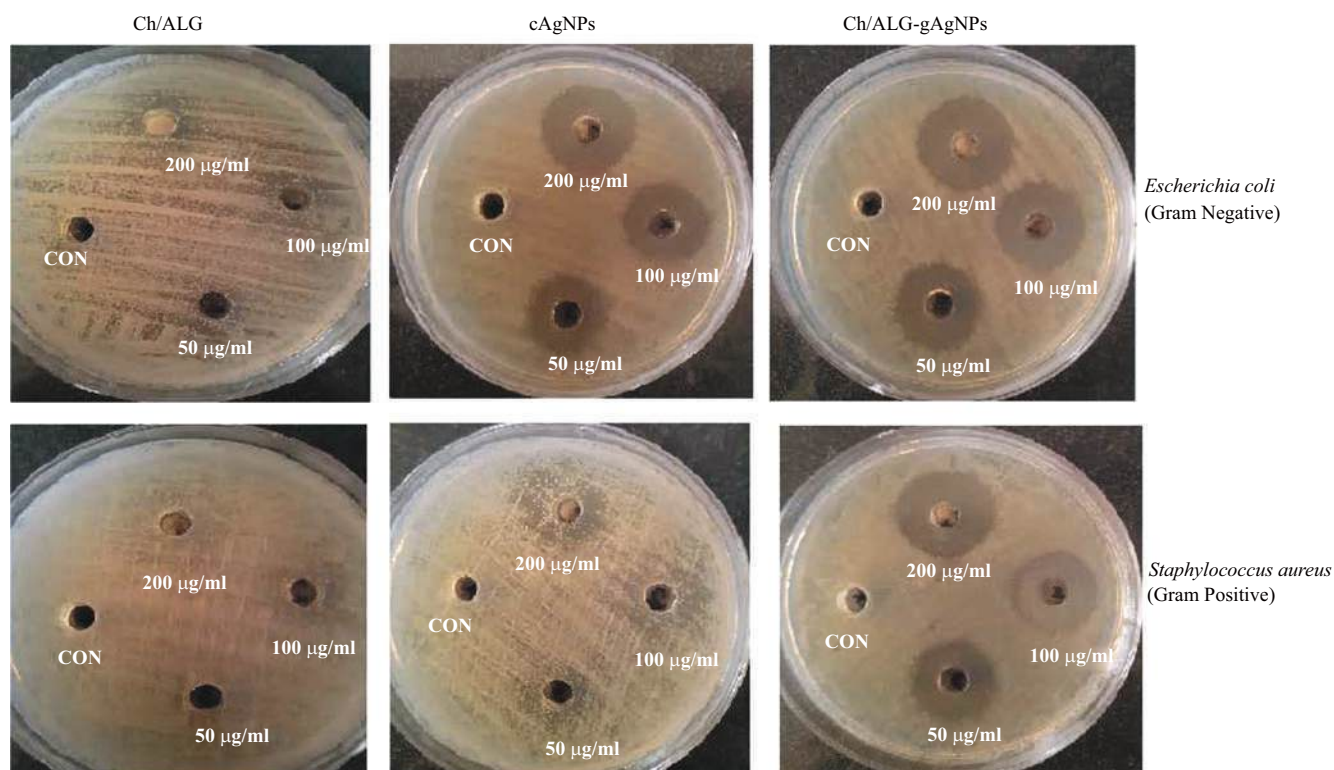 Ch/ALG
cAgNPs
Ch/ALG-gAgNPs
200 µg/ml
CON
100 µg/ml
50 µg/ml
200 µg/ml
CON
100 µg/ml
50 µg/ml
200 µg/ml
CON
100 µg/ml
50 µg/ml
Escherichia coli
(Gram Negative)
200 µg/ml
CON
100 µg/ml
50 µg/ml
200 µg/ml
CON
100 µg/ml
50 µg/ml
200 µg/ml
CON
100 µg/ml
50 µg/ml
Staphylococcus aureus
(Gram Positive)